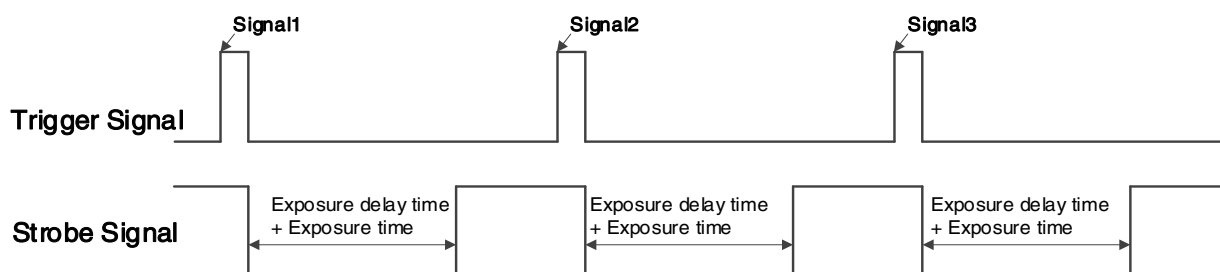 Signal1
Signal2
Signal3
Trigger Signal
Exposure delay time
+ Exposure time
Exposure delay time
+ Exposure time
Exposure delay time
+ Exposure time
Strobe Signal